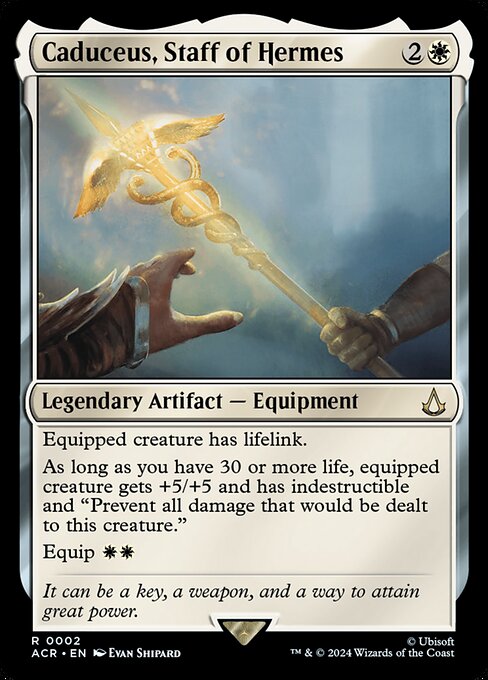 Caduceus, Staff of Hermes 2
Legendary Artifact — Equipment
Equipped creature has lifelink.
As long as you have 30 or more life, equipped
creature gets +5/+5 and has indestructible
and “Prevent all damage that would be dealt
to this creature.”
Equip
It can be a key, a weapon, and a way to attain
great power.
R 0002
ACR • EN Evan Shipard
© Ubisoft
™ & © 2024 Wizards of the Coast